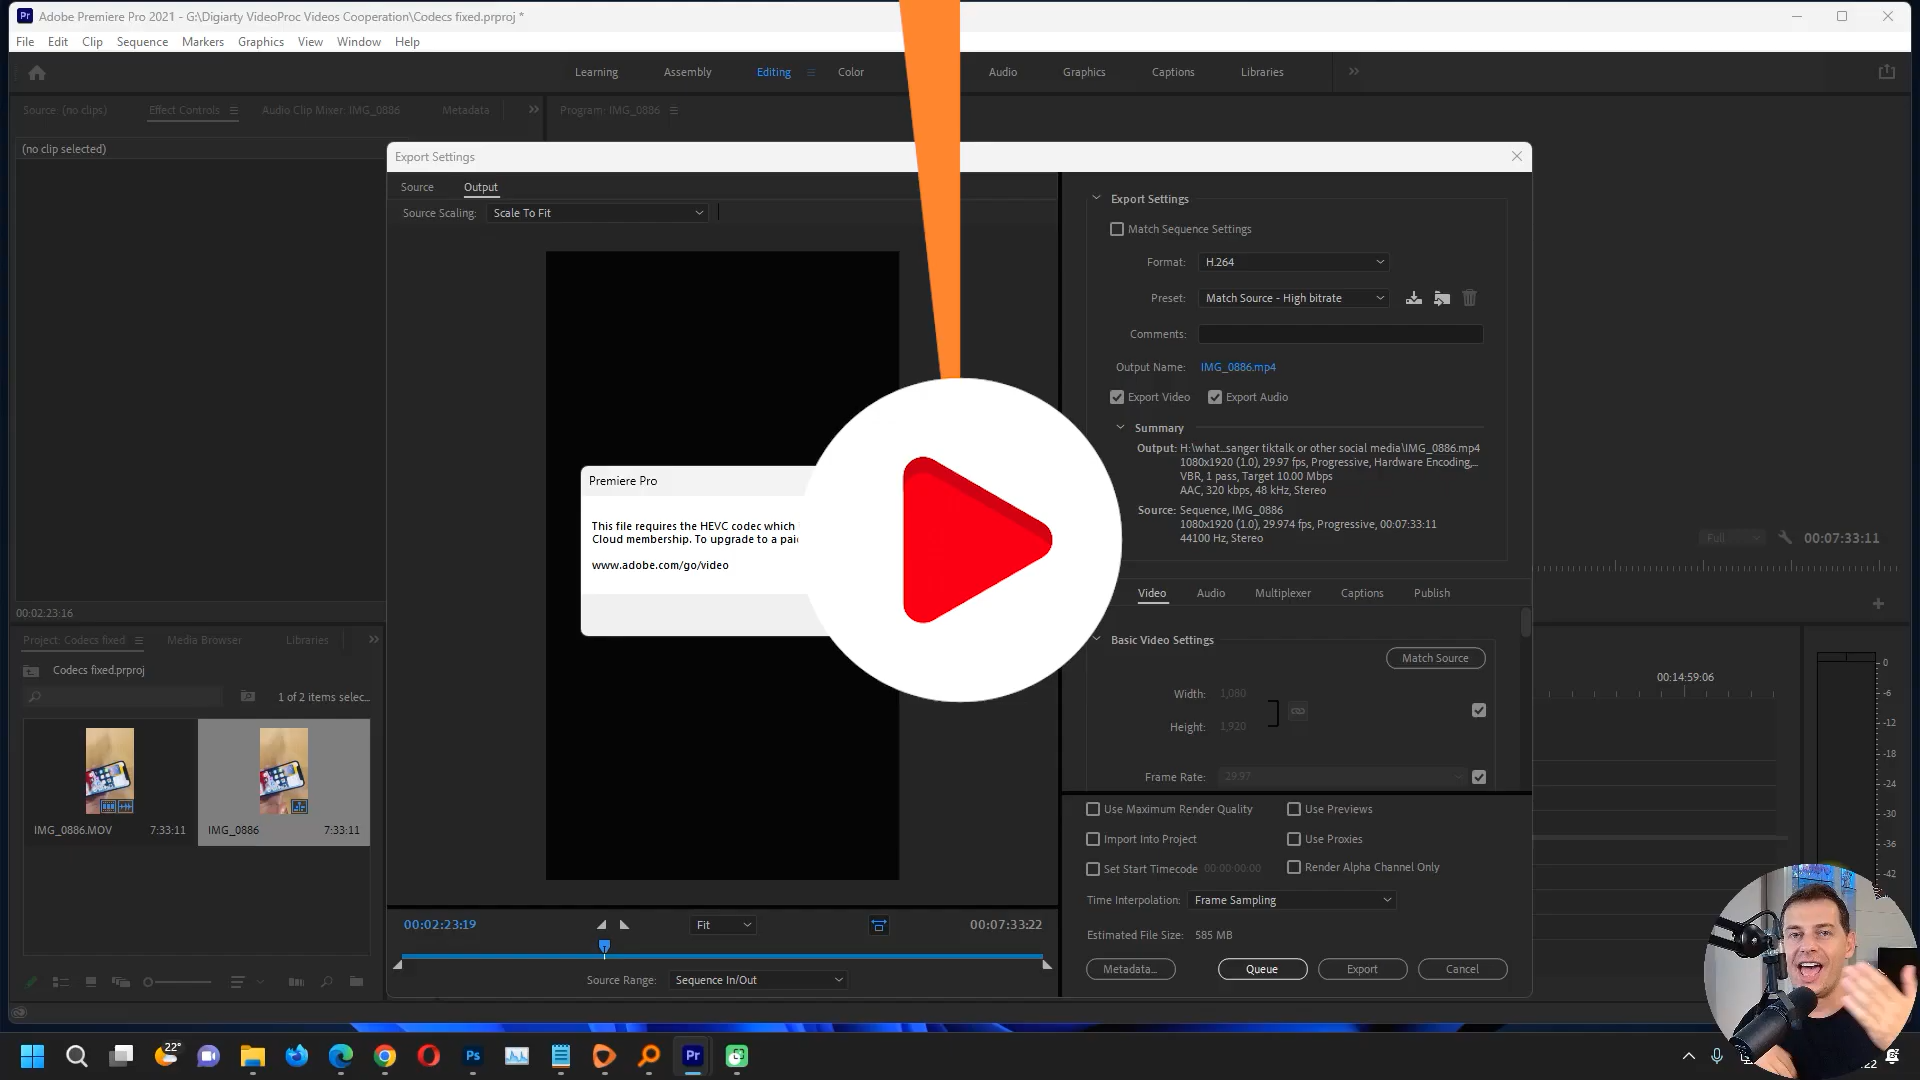 Adobe Premiere Pro 2021 - G:\Digiarty VideoProc Videos Cooperation\Codecs fixed.prproj *
File Edit Clip Sequence Markers Graphics View Window Help
Learning Assembly Editing Color Audio Graphics Captions Libraries
Source: (no clips) Effect Controls Audio Clip Mixer: IMG_0886 Metadata Program: IMG_0886
(no clip selected)
Export Settings
Source Output
Source Scaling: Scale To Fit
Export Settings
Match Sequence Settings
Format: H.264
Preset: Match Source - High bitrate
Comments:
Output Name: IMG_0886.mp4
Export Video Export Audio
Summary
Output: H:\what...sanger tiktalk or other social media\IMG_0886.mp4
1080x1920 (1.0), 29.97 fps, Progressive, Hardware Encoding,...
VBR, 1 pass, Target 10.00 Mbps
AAC, 320 kbps, 48 kHz, Stereo
Source: Sequence, IMG_0886
1080x1920 (1.0), 29.974 fps, Progressive, 00:07:33:11
44100 Hz, Stereo
Premiere Pro
This file requires the HEVC codec which
Cloud membership. To upgrade to a paid
www.adobe.com/go/video
Full 00:07:33:11
Video Audio Multiplexer Captions Publish
Basic Video Settings
Match Source
Width: 1,080
Height: 1,920
Frame Rate: 29.97
00:02:23:16
Project: Codecs fixed Media Browser Libraries
Codecs fixed.prproj
1 of 2 items selec...
IMG_0886.MOV 7:33:11
IMG_0886 7:33:11
00:14:59:06
0
-6
-12
-18
-24
-30
-36
-42
Use Maximum Render Quality Use Previews
Import Into Project Use Proxies
Set Start Timecode 00:00:00:00 Render Alpha Channel Only
Time Interpolation: Frame Sampling
Estimated File Size: 585 MB
Metadata... Queue Export Cancel
00:02:23:19 Fit 00:07:33:22
Source Range: Sequence In/Out
22°
Ps
Pr